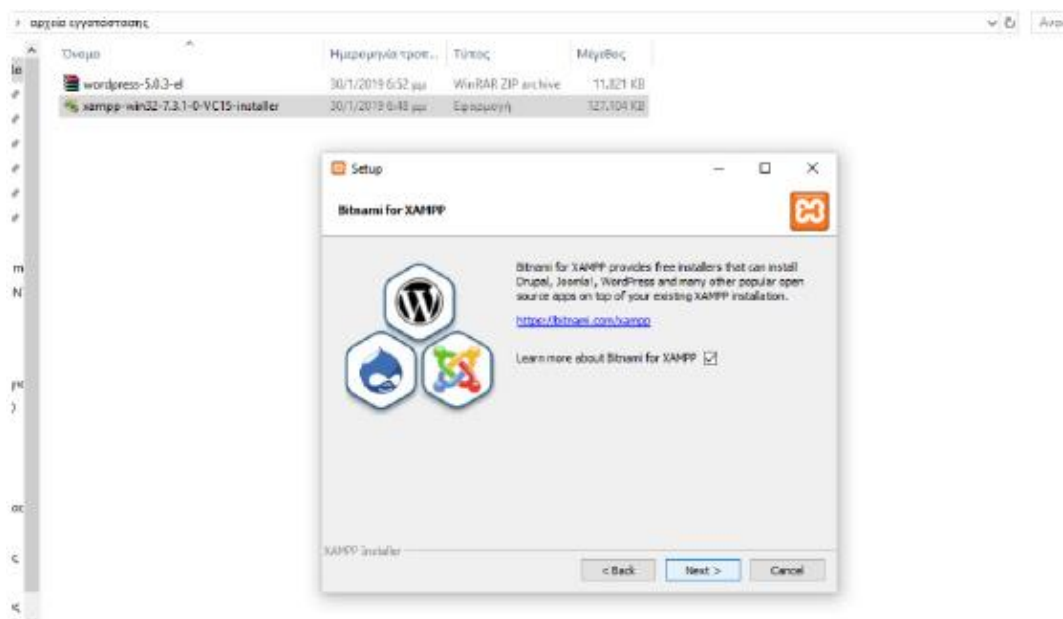 αρχεία εγγατάστασης
Όνομα Ημερομηνία τροπ... Τύπος Μέγεθος
wordpress-5.0.3-el 30/1/2019 6:52 μμ WinRAR ZIP archive 11.821 KB
xampp-win32-7.3.1-0-VC15-installer 30/1/2019 6:48 μμ Εφαρμογή 127.104 KB
Setup
Bitnami for XAMPP
Bitnami for XAMPP provides free installers that can install
Drupal, Joomla!, WordPress and many other popular open
source apps on top of your existing XAMPP installation.
https://bitnami.com/xampp
Learn more about Bitnami for XAMPP
XAMPP Installer
< Back Next > Cancel